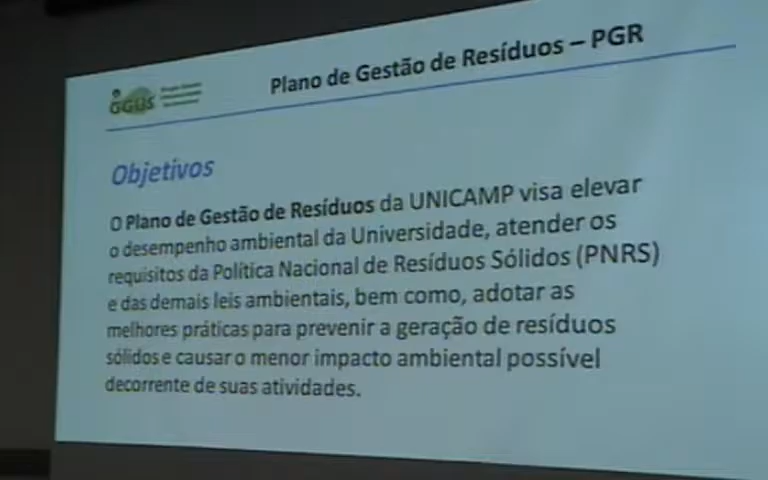 GGUS
Plano de Gestão de Resíduos – PGR
Objetivos
O Plano de Gestão de Resíduos da UNICAMP visa elevar
o desempenho ambiental da Universidade, atender os
requisitos da Política Nacional de Resíduos Sólidos (PNRS)
e das demais leis ambientais, bem como, adotar as
melhores práticas para prevenir a geração de resíduos
sólidos e causar o menor impacto ambiental possível
decorrente de suas atividades.